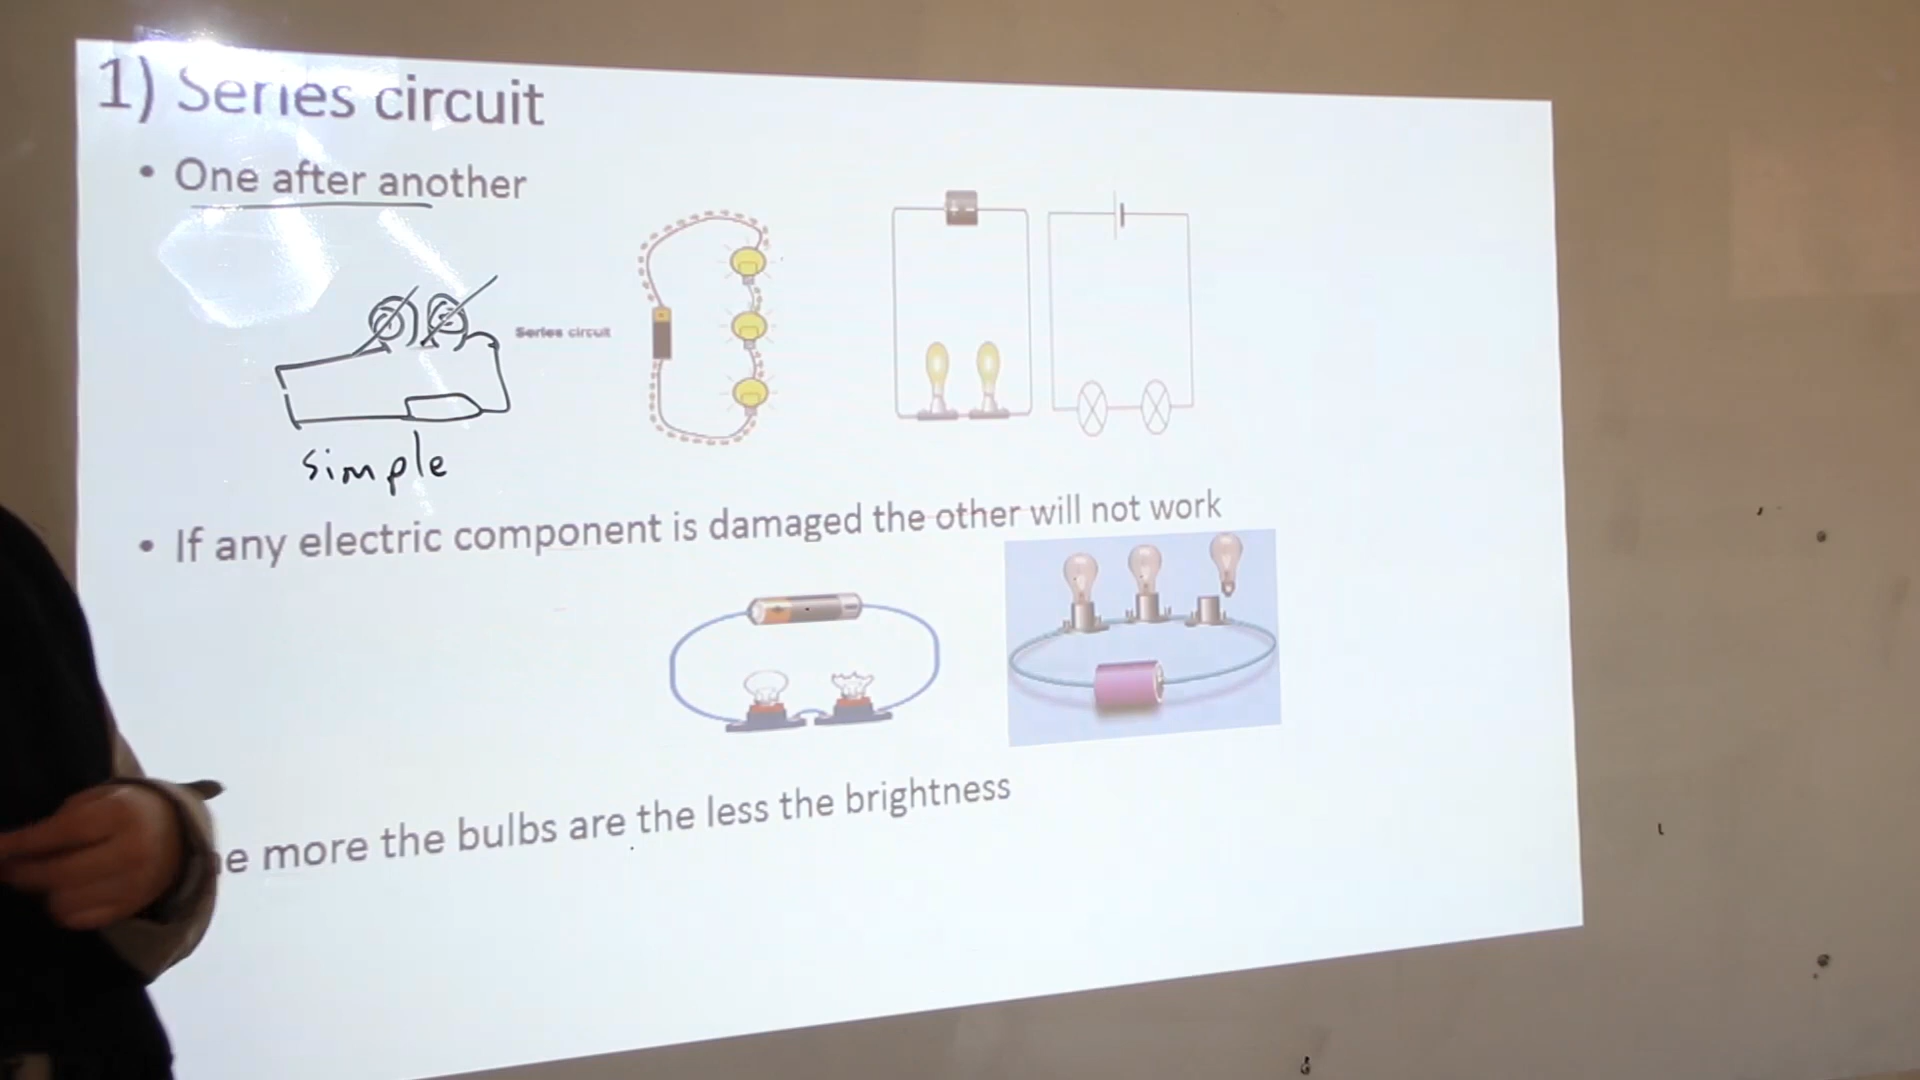 1) Series circuit
• One after another
Series circuit
simple
• If any electric component is damaged the other will not work
more the bulbs are the less the brightness